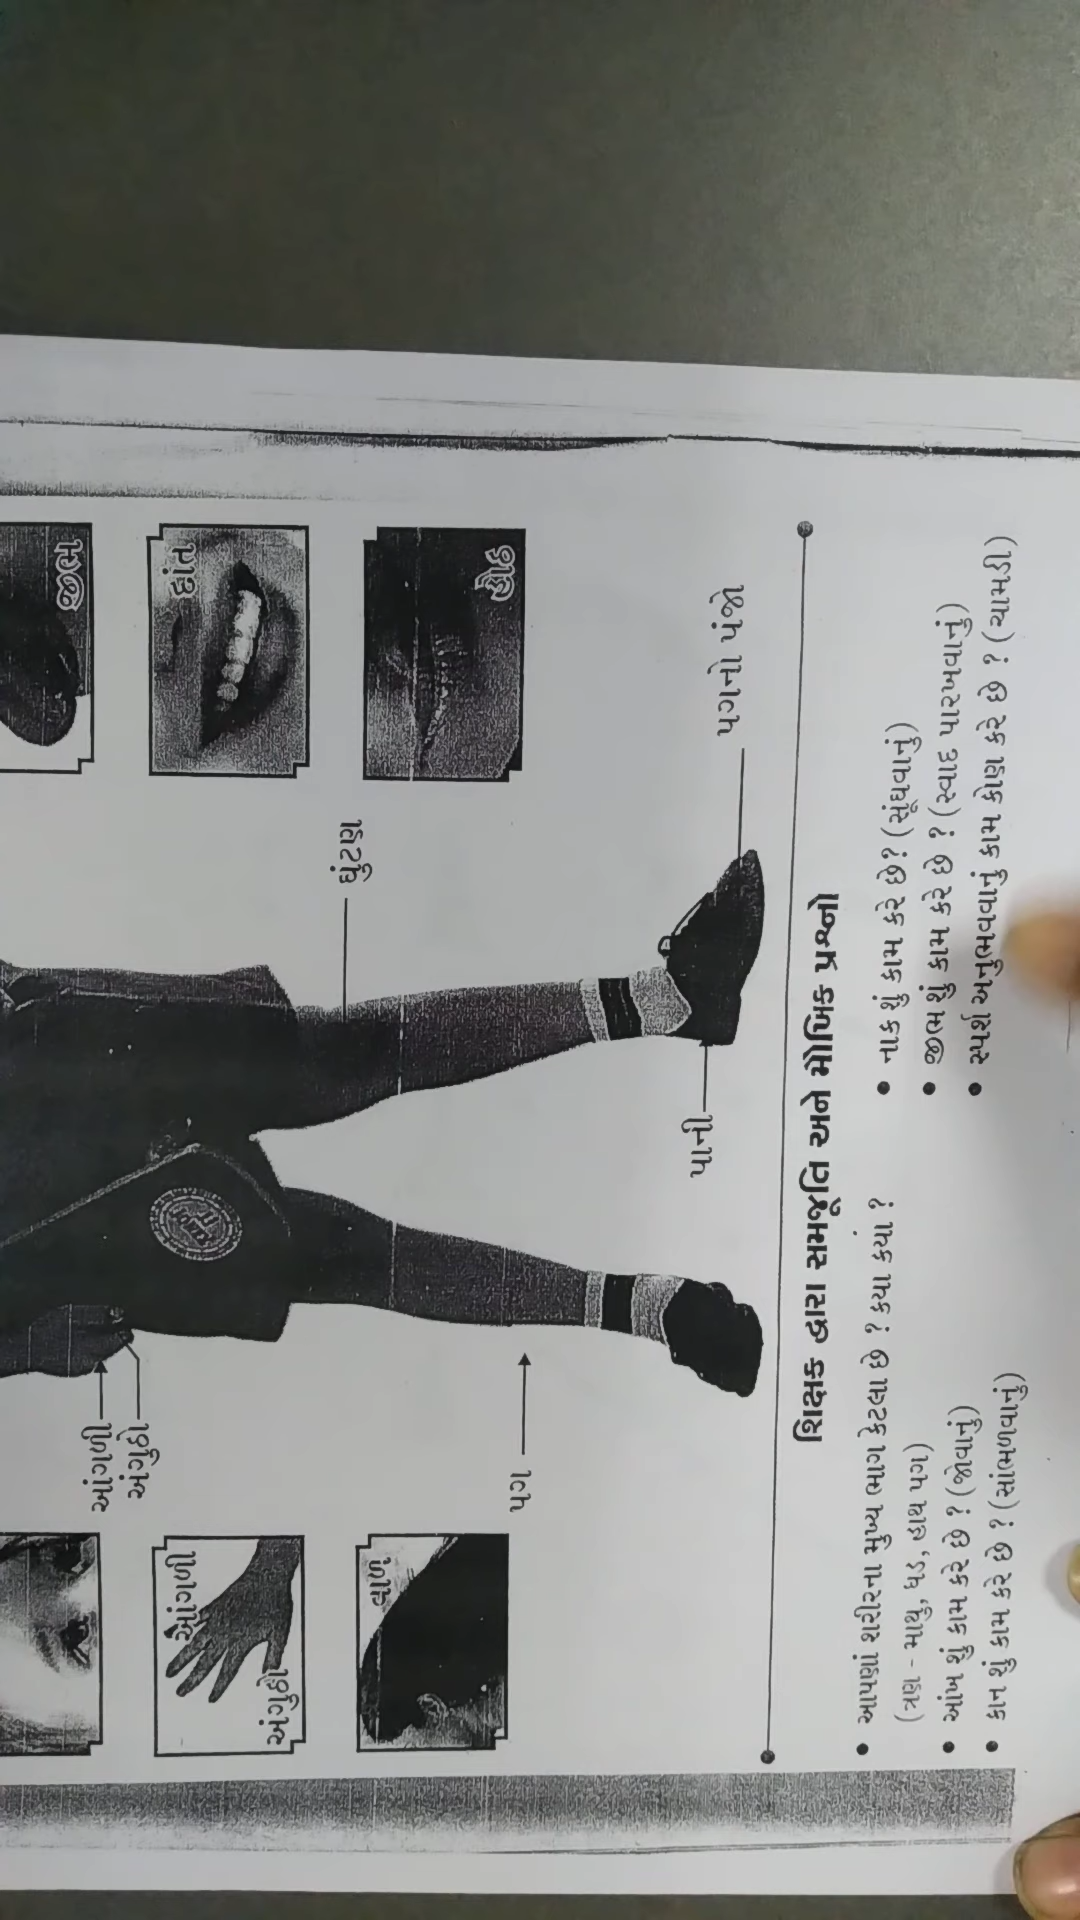 જીભ
દાંત
હોઠ
ઘુંટણ
પગનો પંજો
પાની
આંગળી
અંગુઠો
પગ
આંગળી
અંગુઠો
વાળ
શિક્ષક દ્વારા સમજૂતિ અને મૌખિક પ્રશ્નો
• આપણાં શરીરના મુખ્ય ભાગ કેટલા છે ? કયા કયા ?
(ત્રણ - માથુ, ધડ, હાથ પગ)
• આંખ શું કામ કરે છે ? (જોવાનું)
• કાન શું કામ કરે છે ? (સાંભળવાનું)
• નાક શું કામ કરે છે? (સૂંઘવાનું)
• જીભ શું કામ કરે છે ? (સ્વાદ પારખવાનું)
• સ્પર્શ અનુભવવાનું કામ કોણ કરે છે ? (ચામડી)